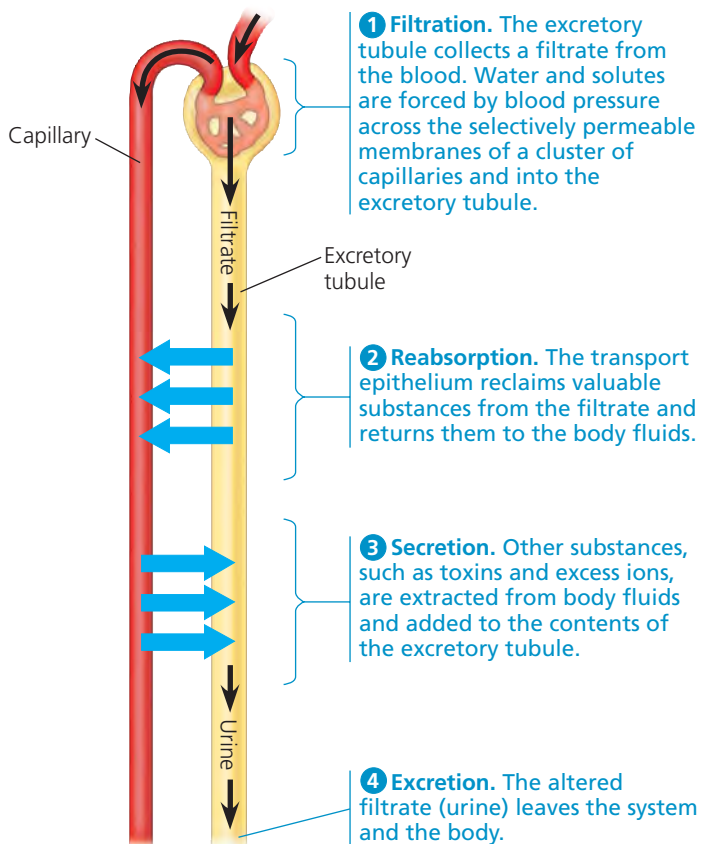 1 Filtration. The excretory
tubule collects a filtrate from
the blood. Water and solutes
are forced by blood pressure
across the selectively permeable
membranes of a cluster of
capillaries and into the
excretory tubule.
Capillary
Filtrate
Excretory
tubule
2 Reabsorption. The transport
epithelium reclaims valuable
substances from the filtrate and
returns them to the body fluids.
3 Secretion. Other substances,
such as toxins and excess ions,
are extracted from body fluids
and added to the contents of
the excretory tubule.
Urine
4 Excretion. The altered
filtrate (urine) leaves the system
and the body.